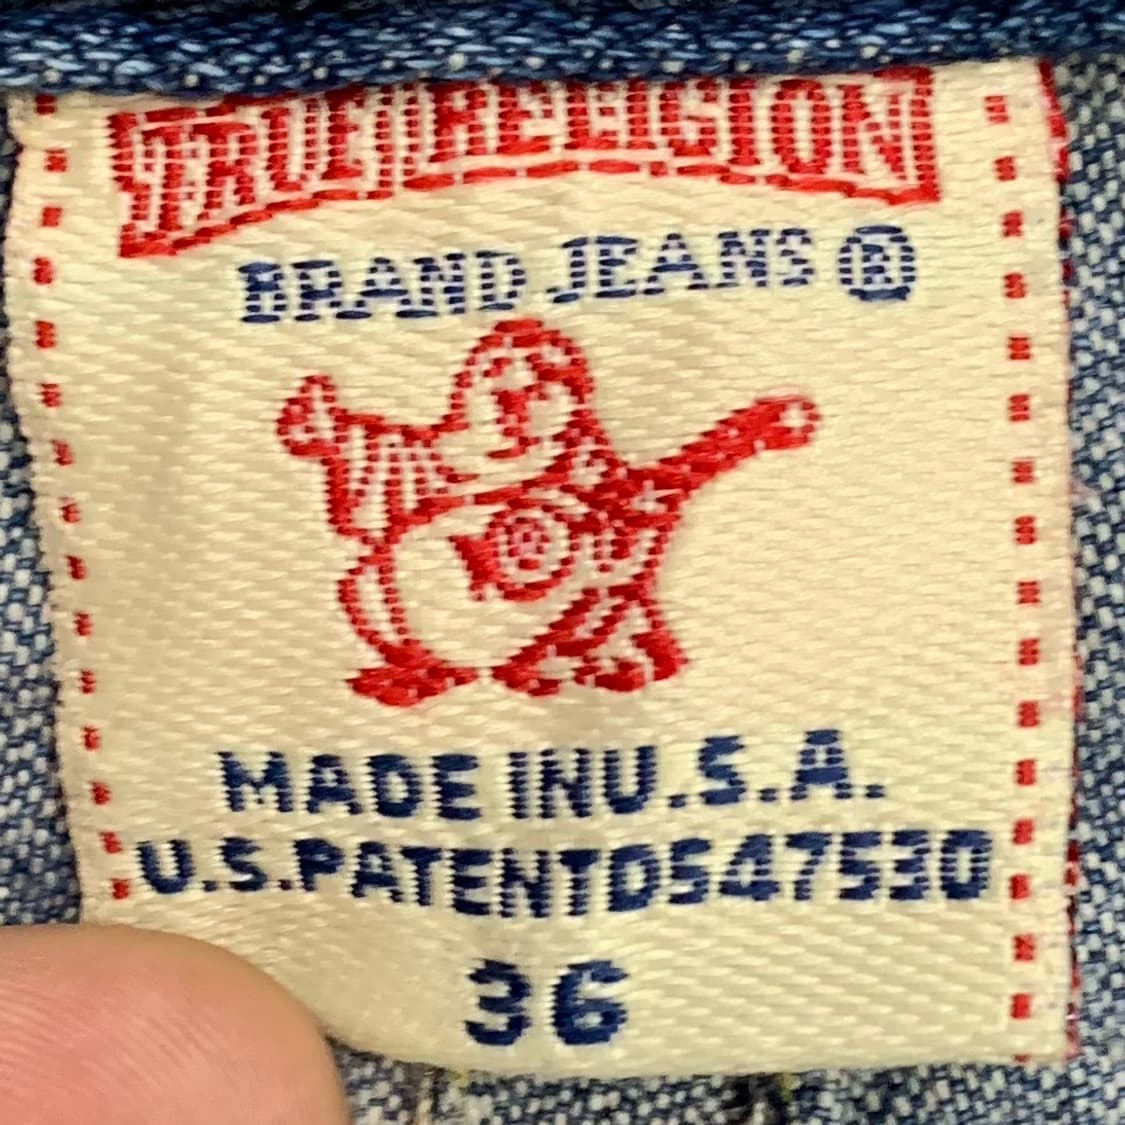 TRUE RELIGION
BRAND JEANS ®
®
MADE IN U.S.A.
U.S.PATENT D547530
36